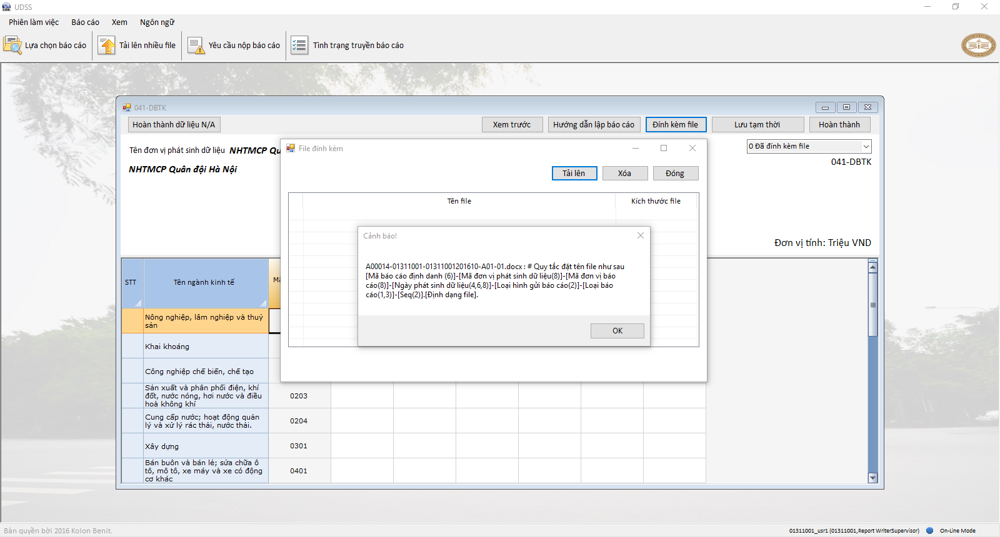 UDSS
Phiên làm việc Báo cáo Xem Ngôn ngữ
Lựa chọn báo cáo Tải lên nhiều file Yêu cầu nộp báo cáo Tình trạng truyền báo cáo
041-DBTK
Hoàn thành dữ liệu N/A Xem trước Hướng dẫn lập báo cáo Đính kèm file Lưu tạm thời Hoàn thành
Tên đơn vị phát sinh dữ liệu NHTMCP Qu
0 Đã đính kèm file
041-DBTK
NHTMCP Quân đội Hà Nội
Đơn vị tính: Triệu VND
File đính kèm
Tải lên Xóa Đóng
Tên file Kích thước file
Cảnh báo!
A00014-01311001-01311001201610-A01-01.docx : # Quy tắc đặt tên file như sau
[Mã báo cáo định danh (6)]-[Mã đơn vị phát sinh dữ liệu(8)]-[Mã đơn vị báo
cáo(8)]-[Ngày phát sinh dữ liệu(4,6,8)]-[Loại hình gửi báo cáo(2)]-[Loại báo
cáo(1,3)]-[Seq(2)].[Định dạng file].
OK
STT Tên ngành kinh tế Mã
Nông nghiệp, lâm nghiệp và thuỷ
sản
Khai khoáng
Công nghiệp chế biến, chế tạo
Sản xuất và phân phối điện, khí
đốt, nước nóng, hơi nước và điều
hoà không khí
0203
Cung cấp nước; hoạt động quản
lý và xử lý rác thải, nước thải.
0204
Xây dựng 0301
Bán buôn và bán lẻ; sửa chữa ô
tô, mô tô, xe máy và xe có động
cơ khác
0401
Bản quyền bởi 2016 Kolon Benit.
01311001_usr1 (01311001,Report WriterSupervisor) On-Line Mode